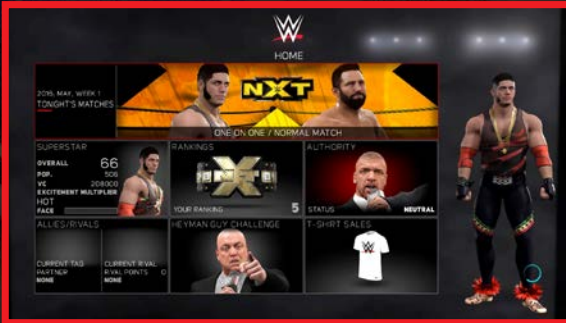 W
HOME
2016, MAY, WEEK 1
TONIGHT'S MATCHES
NXT
ONE ON ONE / NORMAL MATCH
SUPERSTAR
OVERALL 66
POP. 506
VC 208000
EXCITEMENT MULTIPLIER
HOT
FACE
RANKINGS
YOUR RANKING 5
AUTHORITY
STATUS NEUTRAL
ALLIES/RIVALS
CURRENT TAG PARTNER
NONE
CURRENT RIVAL
RIVAL POINTS 0
NONE
HEYMAN GUY CHALLENGE
T-SHIRT SALES